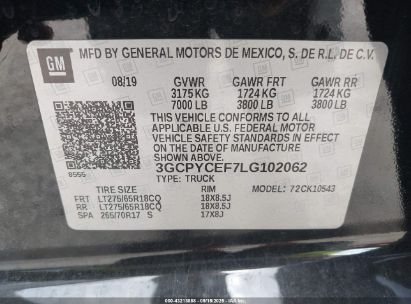 GM
MFD BY GENERAL MOTORS DE MEXICO, S. DE R.L. DE C.V.
08/19 GVWR GAWR FRT GAWR RR
3175 KG 1724 KG 1724 KG
7000 LB 3800 LB 3800 LB
THIS VEHICLE CONFORMS TO ALL
APPLICABLE U.S. FEDERAL MOTOR
VEHICLE SAFETY STANDARDS IN EFFECT
ON THE DATE OF MANUFACTURE SHOWN ABOVE.
3GCPYCEF7LG102062
8555 TYPE: TRUCK MODEL: 72CK10543
TIRE SIZE RIM
FRT LT275/65R18CQ 18X8.5J
RR LT275/65R18CQ 18X8.5J
SPA 265/70R17 S 17X8J